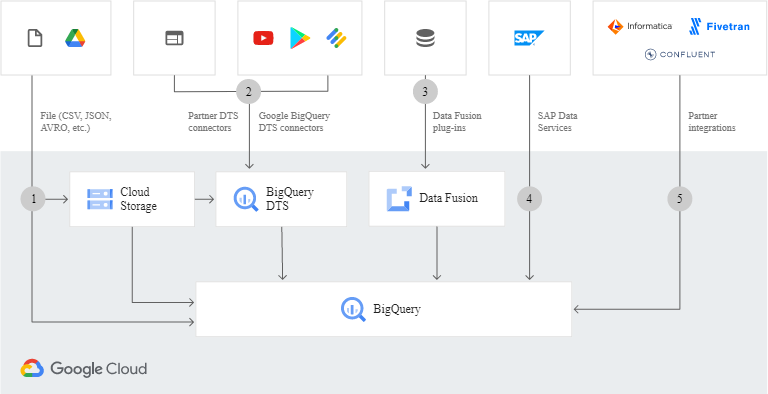 SAP
Informatica
Fivetran
CONFLUENT
2
3
File (CSV, JSON,
AVRO, etc.)
Partner DTS
connectors
Google BigQuery
DTS connectors
Data Fusion
plug-ins
SAP Data
Services
Partner
integrations
1
Cloud
Storage
BigQuery
DTS
Data Fusion
4
5
BigQuery
Google Cloud